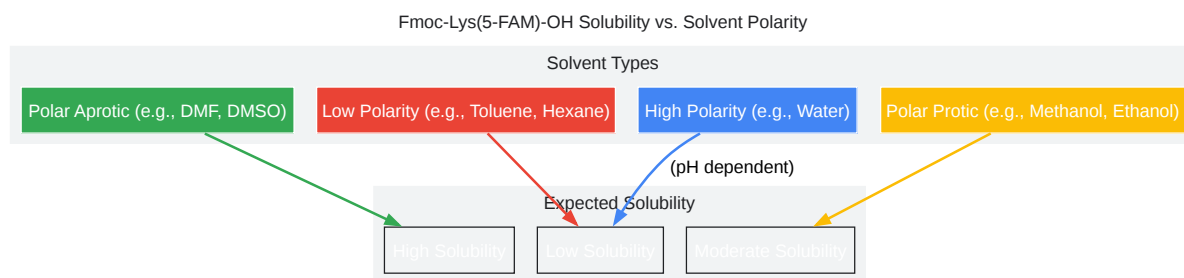 Fmoc-Lys(5-FAM)-OH Solubility vs. Solvent Polarity
Solvent Types
Polar Aprotic (e.g., DMF, DMSO)
Low Polarity (e.g., Toluene, Hexane)
High Polarity (e.g., Water)
Polar Protic (e.g., Methanol, Ethanol)
(pH dependent)
Expected Solubility
High Solubility
Low Solubility
Moderate Solubility